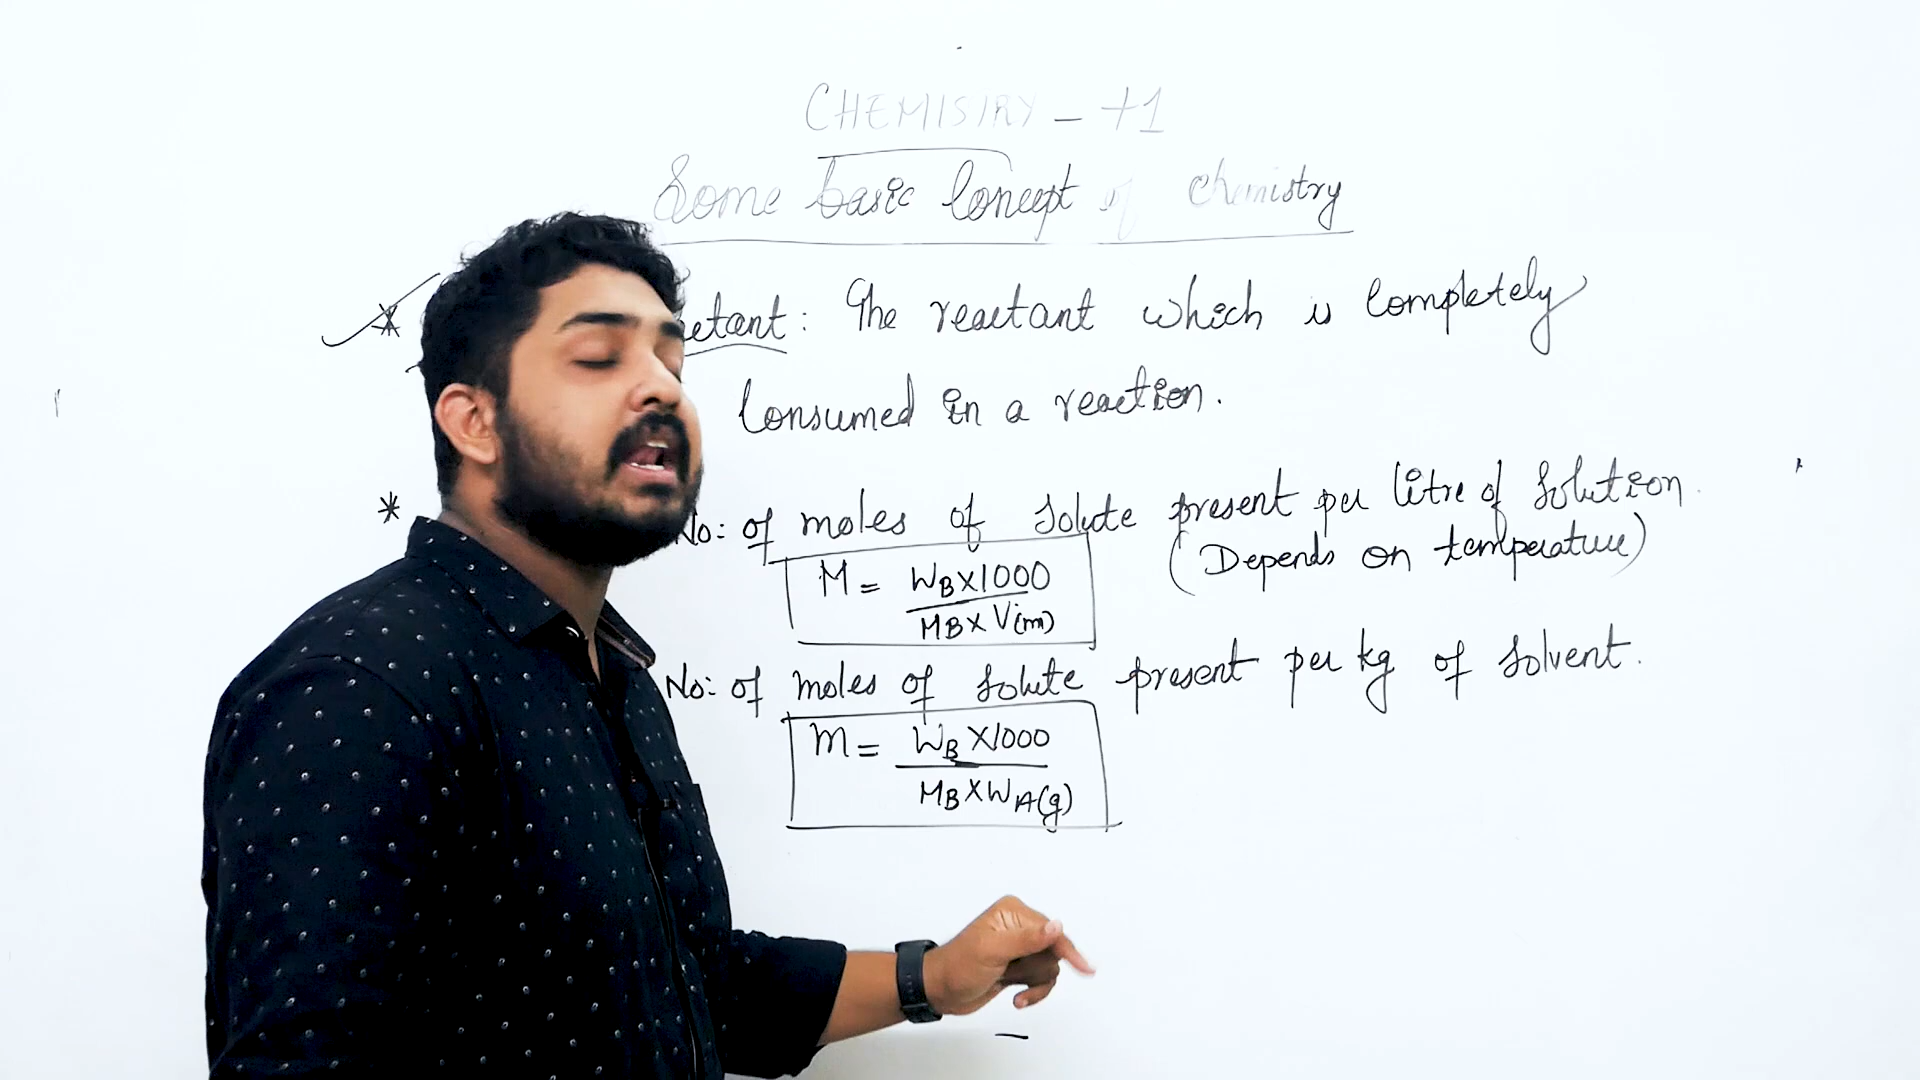 CHEMISTRY - +1
Some basic Concept of Chemistry
* ctant: The reactant which is Completely
Consumed in a reaction.
* No: of moles of Solute present per litre of Solution.
(Depends on temperature)
M = WB X 1000
MB X V(ml)
No: of moles of Solute present per kg of Solvent.
m = WB X 1000
MB X WA(g)